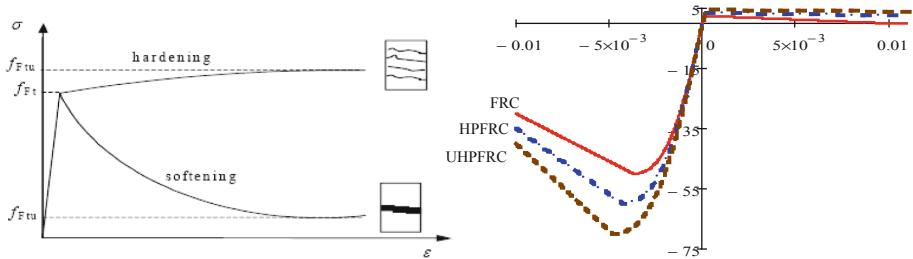 σ
hardening
f_Ftu
f_Ft
softening
f_Ftu
ε
5
− 0.01
− 5×10⁻³
0
5×10⁻³
0.01
− 15
FRC
HPFRC
− 35
UHPFRC
− 55
− 75